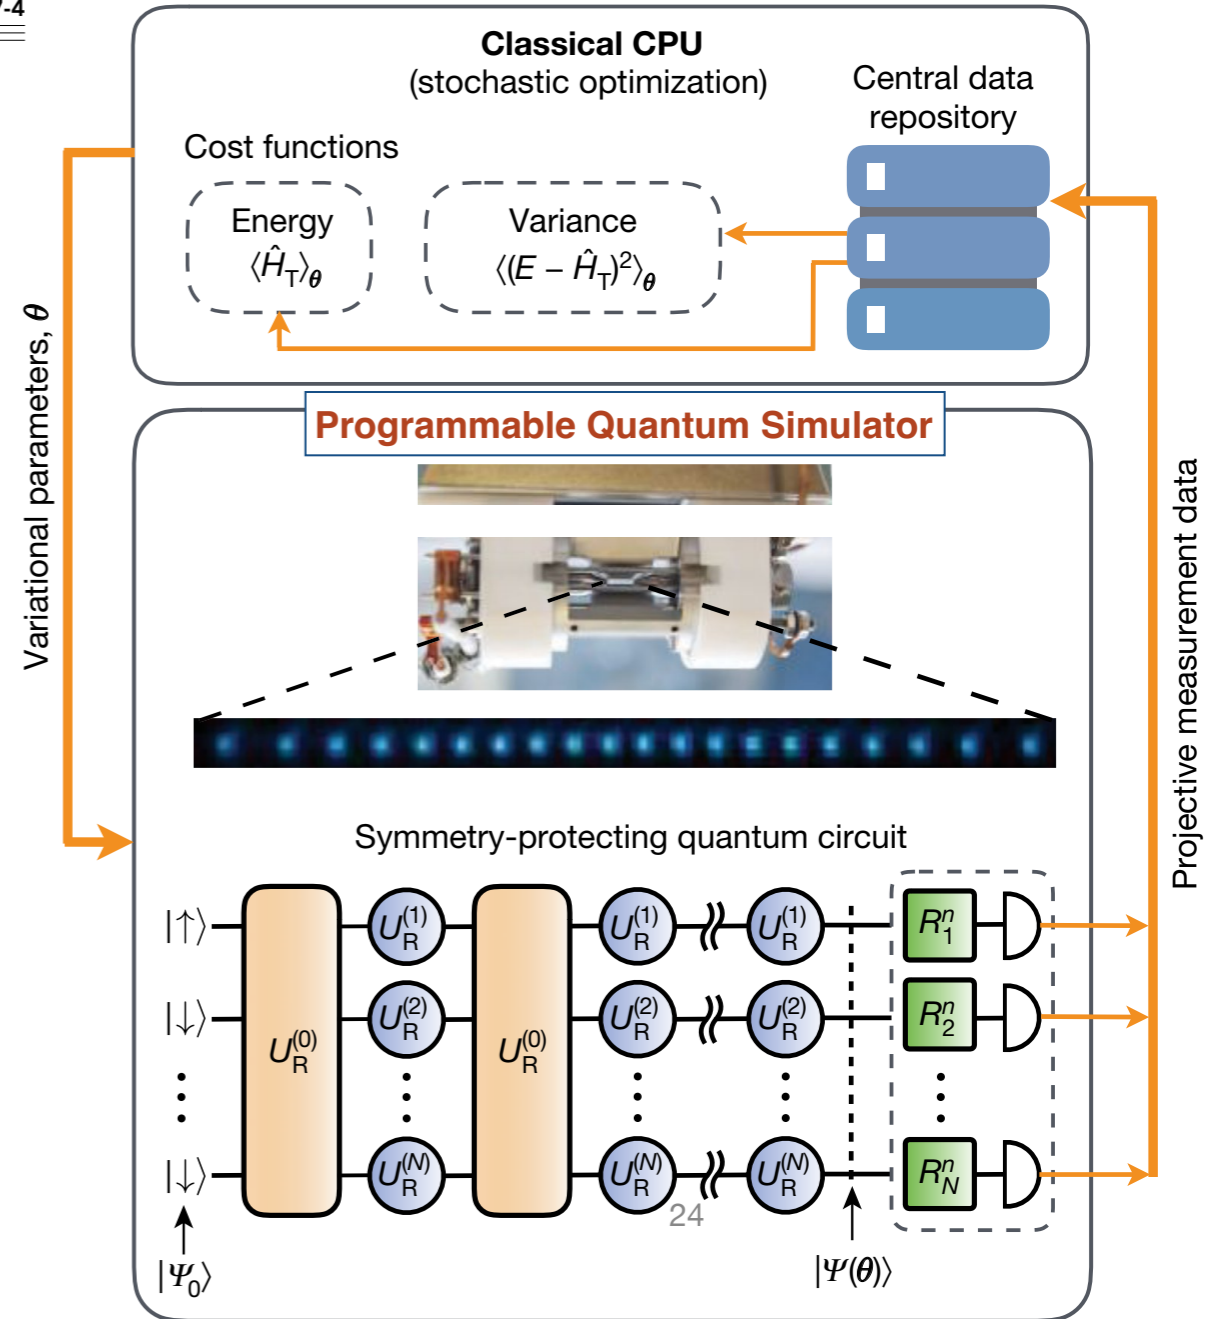 7-4
Classical CPU
(stochastic optimization)
Central data
repository
Cost functions
Energy
⟨Ĥ_T⟩_θ
Variance
⟨(E − Ĥ_T)²⟩_θ
Variational parameters, θ
Programmable Quantum Simulator
Projective measurement data
Symmetry-protecting quantum circuit
|↑⟩ U_R^(1) U_R^(1) U_R^(1) R_1^n
|↓⟩ U_R^(2) U_R^(2) U_R^(2) R_2^n
U_R^(0) U_R^(0)
|↓⟩ U_R^(N) U_R^(N) U_R^(N) R_N^n
24
|Ψ_0⟩ |Ψ(θ)⟩